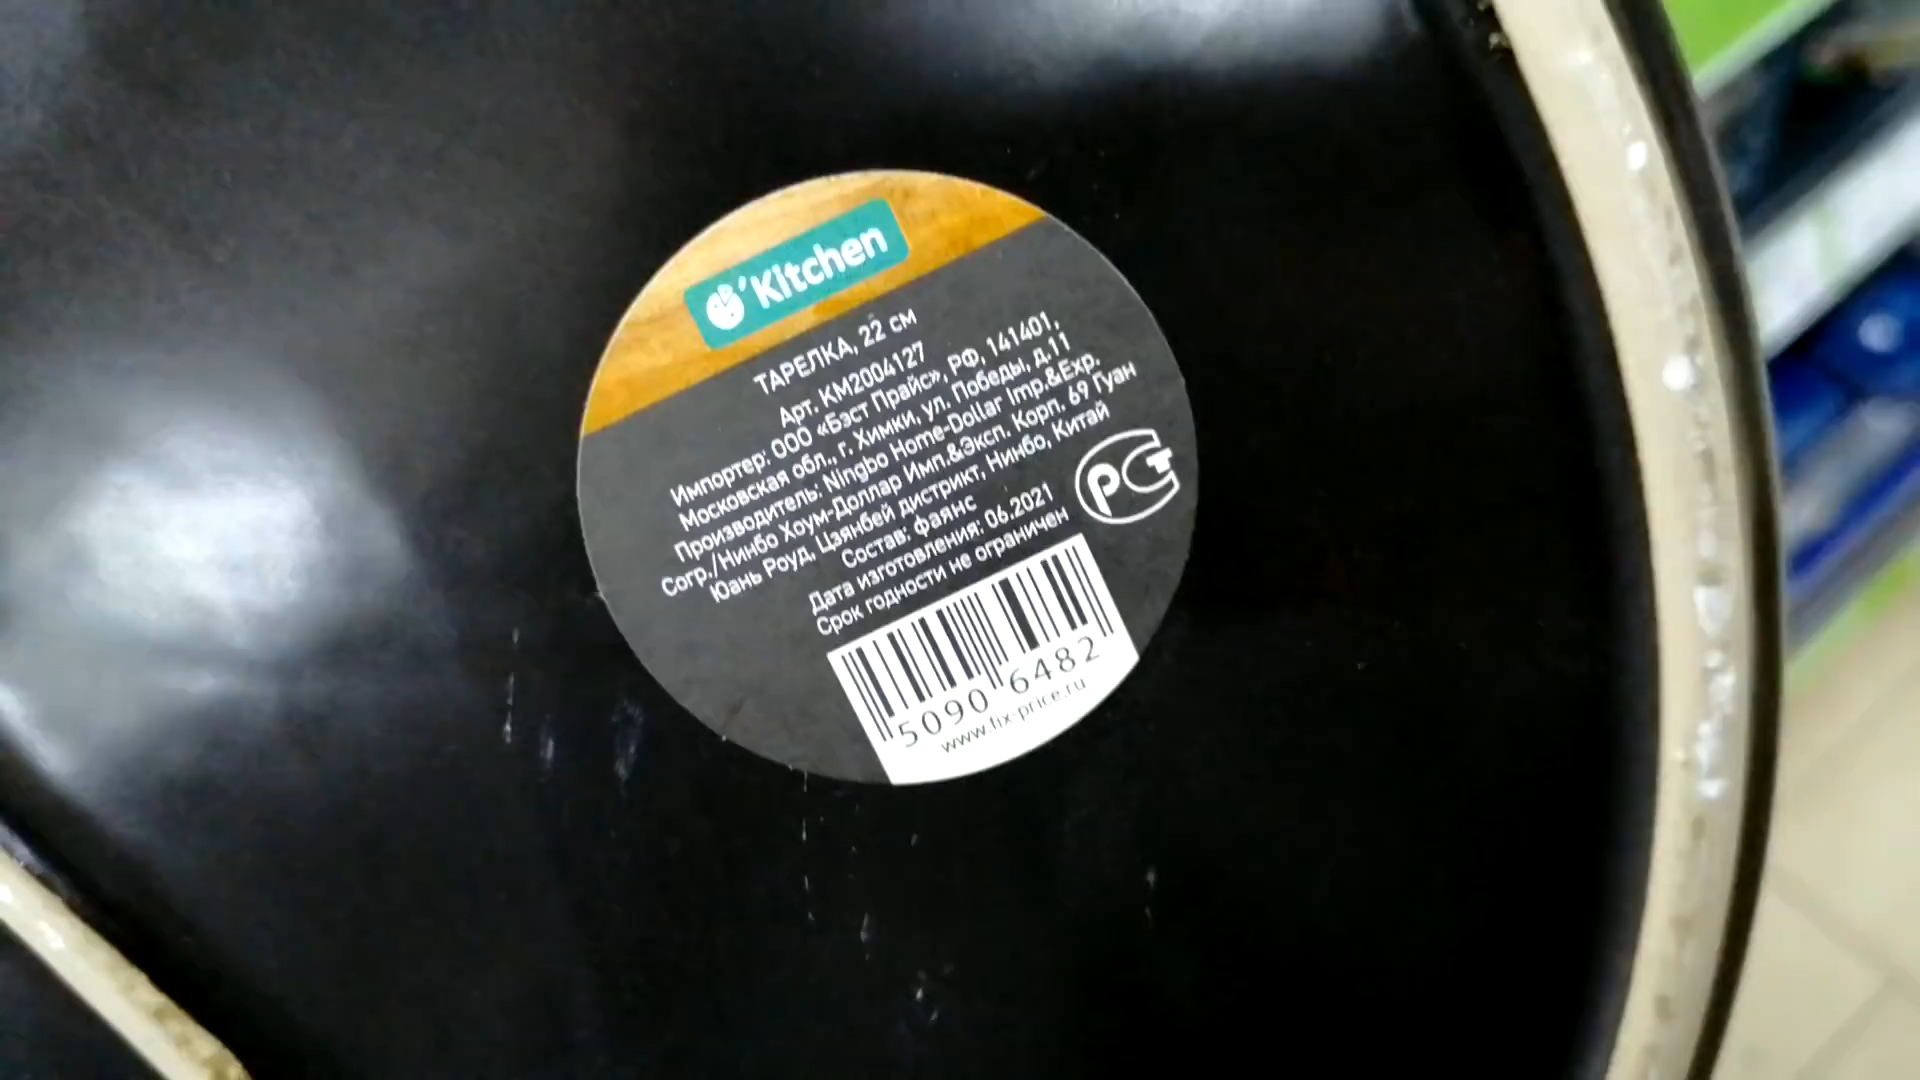 Kitchen
ТАРЕЛКА, 22 см
Арт. КМ2004127
Импортер: ООО «Бэст Прайс», РФ, 141401,
Московская обл., г. Химки, ул. Победы, д.11
Производитель: Ningbo Home-Dollar Imp.&Exp.
Corp./Нинбо Хоум-Доллар Имп.&Эксп. Корп. 69 Гуан
Юань Роуд, Цзянбей дистрикт, Нинбо, Китай
Состав: фаянс
Дата изготовления: 06.2021
Срок годности не ограничен
РСТ
5090 6482
www.fix-price.ru